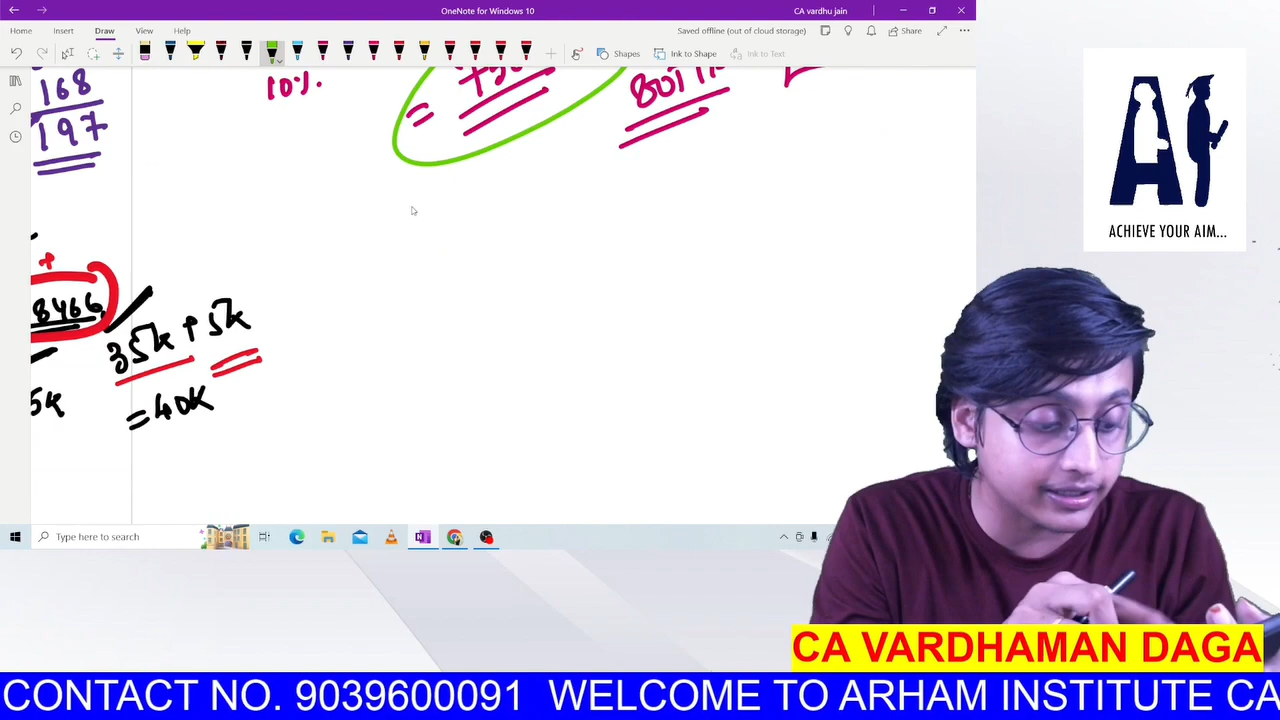 OneNote for Windows 10
CA vardhu jain
Home
Insert
Draw
View
Help
Saved offline (out of cloud storage)
Share
Shapes
Ink to Shape
Ink to Text
168
197
10%.
=
+
8466
35k + 5k
= 40k
5k
ACHIEVE YOUR AIM...
Type here to search
CA VARDHAMAN DAGA
CONTACT NO. 9039600091 WELCOME TO ARHAM INSTITUTE CA